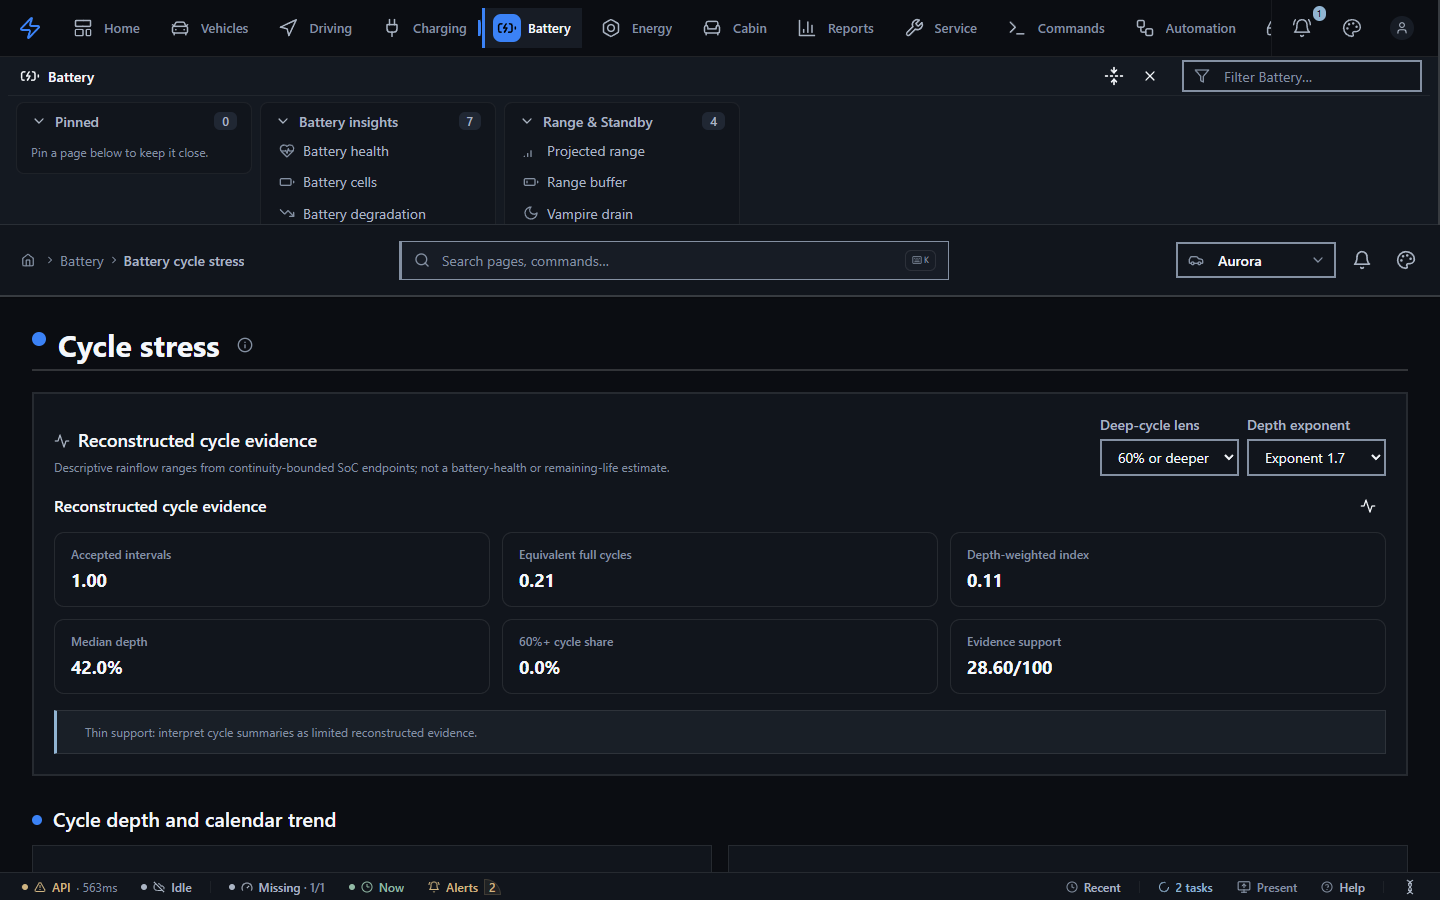 Home Vehicles Driving Charging Battery Energy Cabin Reports Service Commands Automation 1
Battery Filter Battery...
Pinned 0
Pin a page below to keep it close.
Battery insights 7
Battery health
Battery cells
Battery degradation
Range & Standby 4
Projected range
Range buffer
Vampire drain
Battery Battery cycle stress Search pages, commands... K Aurora
Cycle stress
Reconstructed cycle evidence
Descriptive rainflow ranges from continuity-bounded SoC endpoints; not a battery-health or remaining-life estimate.
Deep-cycle lens
60% or deeper
Depth exponent
Exponent 1.7
Reconstructed cycle evidence
Accepted intervals
1.00
Equivalent full cycles
0.21
Depth-weighted index
0.11
Median depth
42.0%
60%+ cycle share
0.0%
Evidence support
28.60/100
Thin support: interpret cycle summaries as limited reconstructed evidence.
Cycle depth and calendar trend
API · 563ms Idle Missing · 1/1 Now Alerts 2 Recent 2 tasks Present Help